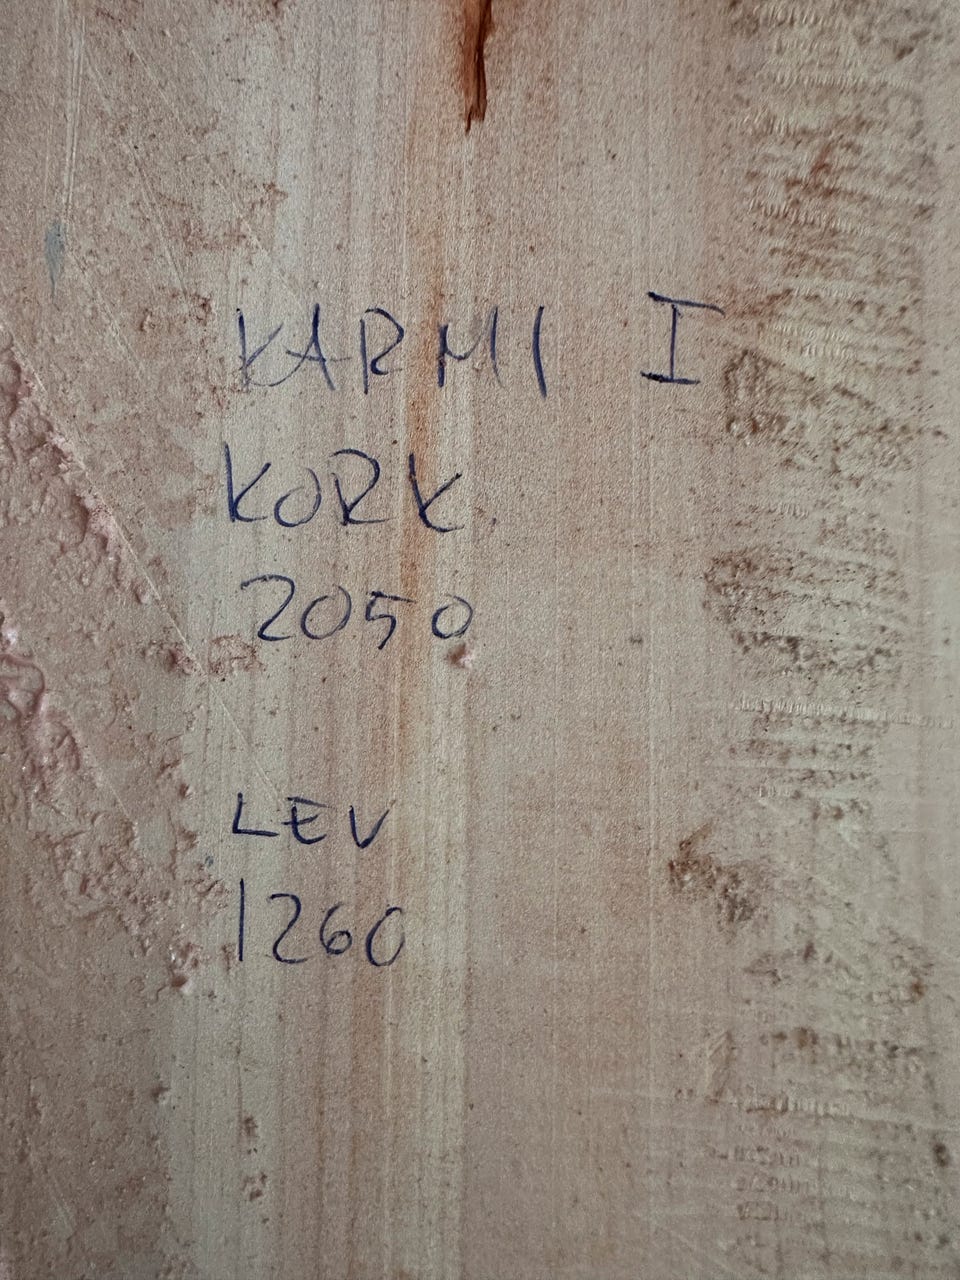 KARMI I
KORK.
2050
LEV
1260